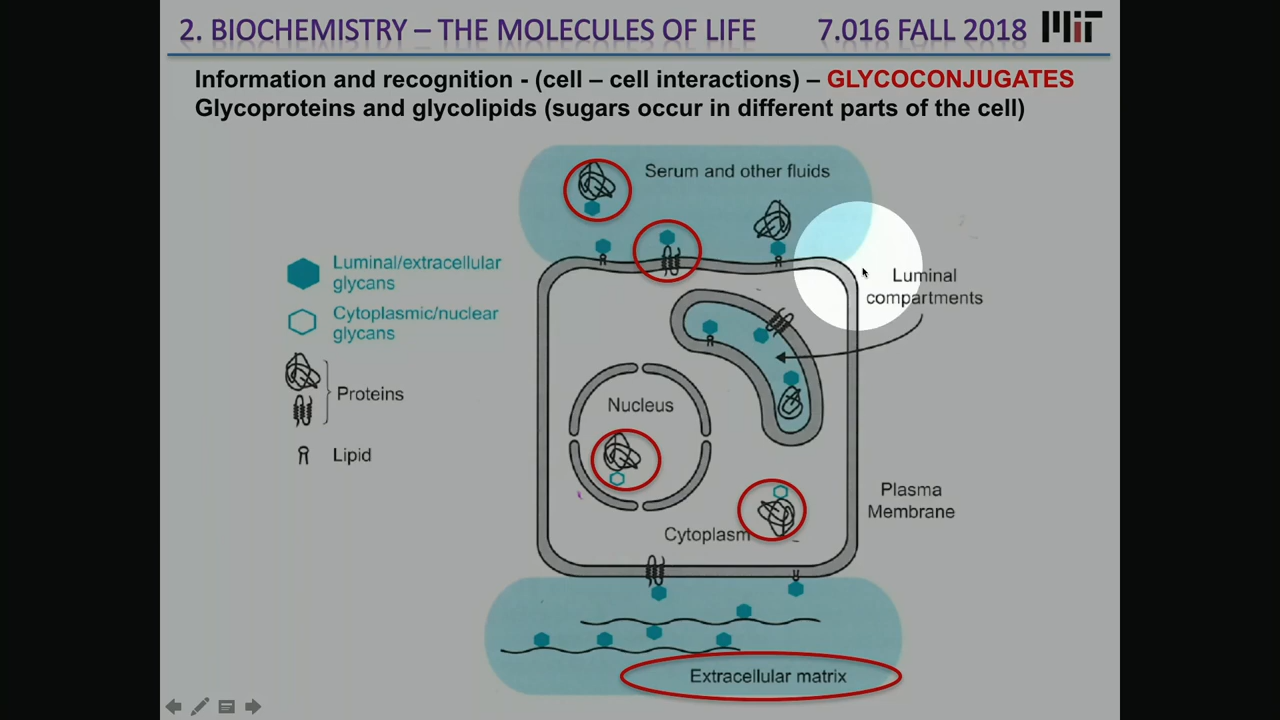 2. BIOCHEMISTRY – THE MOLECULES OF LIFE 7.016 FALL 2018 MIT
Information and recognition - (cell – cell interactions) – GLYCOCONJUGATES
Glycoproteins and glycolipids (sugars occur in different parts of the cell)
Serum and other fluids
Luminal/extracellular
glycans
Cytoplasmic/nuclear
glycans
Proteins
Lipid
Luminal
compartments
Nucleus
Plasma
Membrane
Cytoplasm
Extracellular matrix